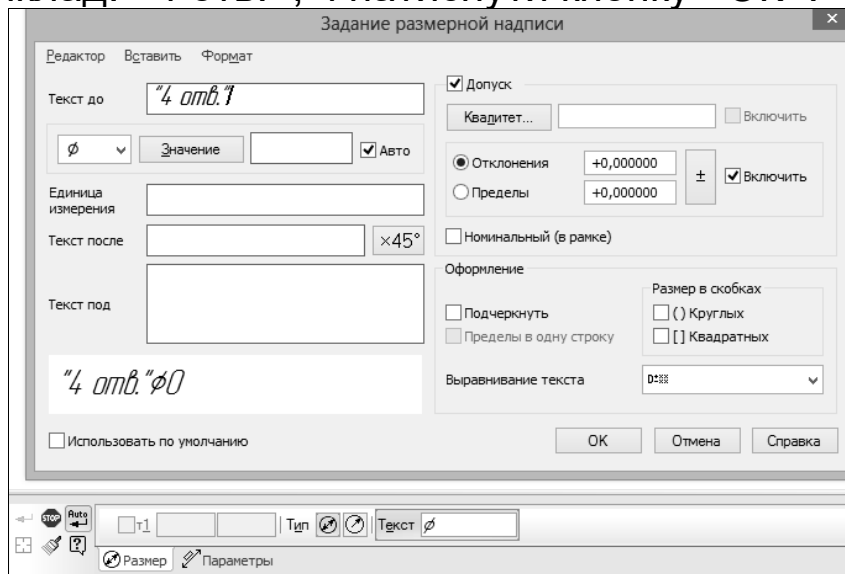 Задание размерной надписи
Редактор Вставить Формат
Текст до "4 отв."
Ø Значение Авто
Единица измерения
Текст после ×45°
Текст под
"4 отв."Ø0
Использовать по умолчанию
Допуск
Квалитет... Включить
Отклонения +0,000000 ± Включить
Пределы +0,000000
Номинальный (в рамке)
Оформление
Размер в скобках
Подчеркнуть ( ) Круглых
Пределы в одну строку [ ] Квадратных
Выравнивание текста
OK Отмена Справка
STOP Auto т1 Тип Текст Ø
Размер Параметры